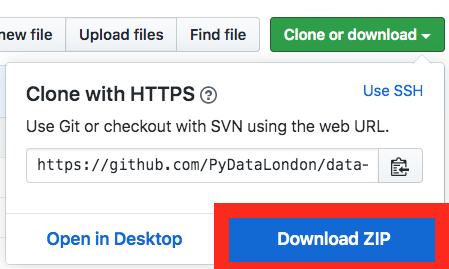 new file Upload files Find file Clone or download
Clone with HTTPS ? Use SSH
Use Git or checkout with SVN using the web URL.
https://github.com/PyDataLondon/data-
Open in Desktop Download ZIP